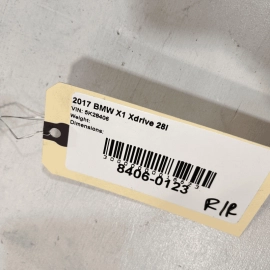 2017 BMW X1 Xdrive 28I
VIN: 5K28406
Weight:
Dimensions:
8406-0123
R/R